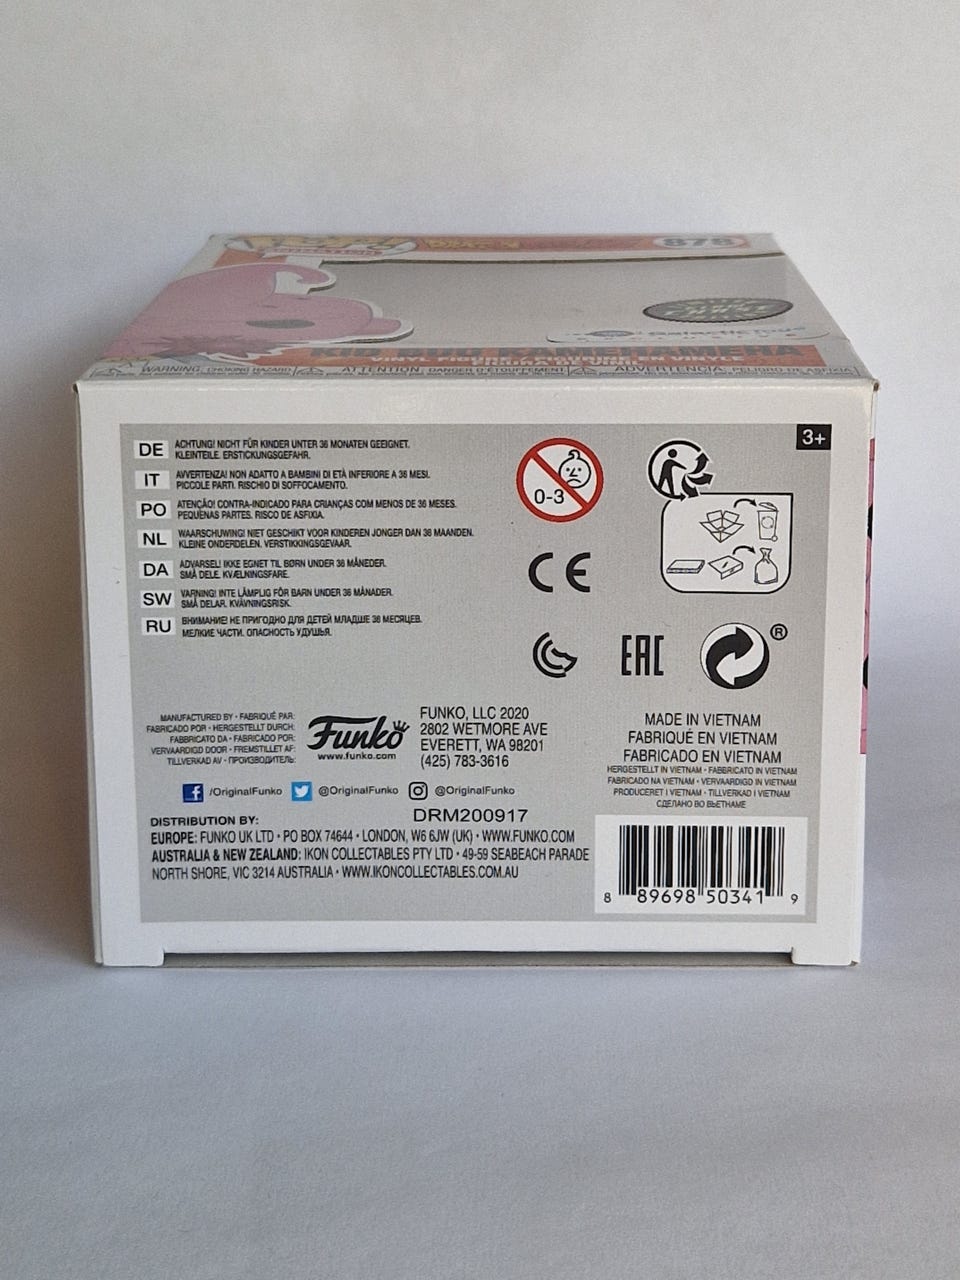 878
ANIMATION
VINYL FIGURE
WARNING: CHOKING HAZARD
ATTENTION: DANGER D'ÉTOUFFEMENT
ADVERTENCIA: PELIGRO DE ASFIXIA
3+
DE ACHTUNG! NICHT FÜR KINDER UNTER 36 MONATEN GEEIGNET.
KLEINTEILE. ERSTICKUNGSGEFAHR.
IT AVVERTENZA! NON ADATTO A BAMBINI DI ETÀ INFERIORE A 36 MESI.
PICCOLE PARTI. RISCHIO DI SOFFOCAMENTO.
PO ATENÇÃO! CONTRA-INDICADO PARA CRIANÇAS COM MENOS DE 36 MESES.
PEQUENAS PARTES. RISCO DE ASFIXIA.
NL WAARSCHUWING! NIET GESCHIKT VOOR KINDEREN JONGER DAN 36 MAANDEN.
KLEINE ONDERDELEN. VERSTIKKINGSGEVAAR.
DA ADVARSEL! IKKE EGNET TIL BØRN UNDER 36 MÅNEDER.
SMÅ DELE. KVÆLNINGSFARE.
SW VARNING! INTE LÄMPLIG FÖR BARN UNDER 36 MÅNADER.
SMÅ DELAR. KVÄVNINGSRISK.
RU ВНИМАНИЕ! НЕ ПРИГОДНО ДЛЯ ДЕТЕЙ МЛАДШЕ 36 МЕСЯЦЕВ.
МЕЛКИЕ ЧАСТИ. ОПАСНОСТЬ УДУШЬЯ.
0-3
CE
EAC
®
MANUFACTURED BY • FABRIQUÉ PAR:
FABRICADO POR • HERGESTELLT DURCH:
FABBRICATO DA • FABRICADO POR:
VERVAARDIGD DOOR • FREMSTILLET AF:
TILLVERKAD AV • ПРОИЗВОДИТЕЛЬ:
Funko
www.funko.com
FUNKO, LLC 2020
2802 WETMORE AVE
EVERETT, WA 98201
(425) 783-3616
/OriginalFunko @OriginalFunko @OriginalFunko
DRM200917
DISTRIBUTION BY:
EUROPE: FUNKO UK LTD • PO BOX 74644 • LONDON, W6 6JW (UK) • WWW.FUNKO.COM
AUSTRALIA & NEW ZEALAND: IKON COLLECTABLES PTY LTD • 49-59 SEABEACH PARADE
NORTH SHORE, VIC 3214 AUSTRALIA • WWW.IKONCOLLECTABLES.COM.AU
MADE IN VIETNAM
FABRIQUÉ EN VIETNAM
FABRICADO EN VIETNAM
HERGESTELLT IN VIETNAM • FABBRICATO IN VIETNAM
FABRICADO NA VIETNAM • VERVAARDIGD IN VIETNAM
PRODUCERET I VIETNAM • TILLVERKAD I VIETNAM
СДЕЛАНО ВО ВЬЕТНАМЕ
8 89698 50341 9